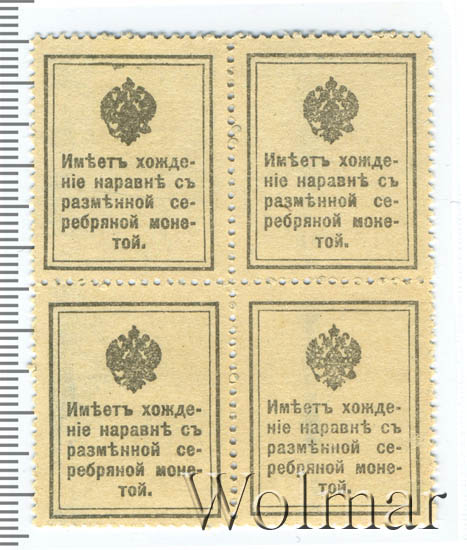 Имѣетъ хожде-
ніе наравнѣ съ
размѣнной се-
ребряной моне-
той.
Имѣетъ хожде-
ніе наравнѣ съ
размѣнной се-
ребряной моне-
той.
Имѣетъ хожде-
ніе наравнѣ съ
размѣнной се-
ребряной моне-
той.
Имѣетъ хожде-
ніе наравнѣ съ
размѣнной се-
ребряной моне-
той.
Wolmar